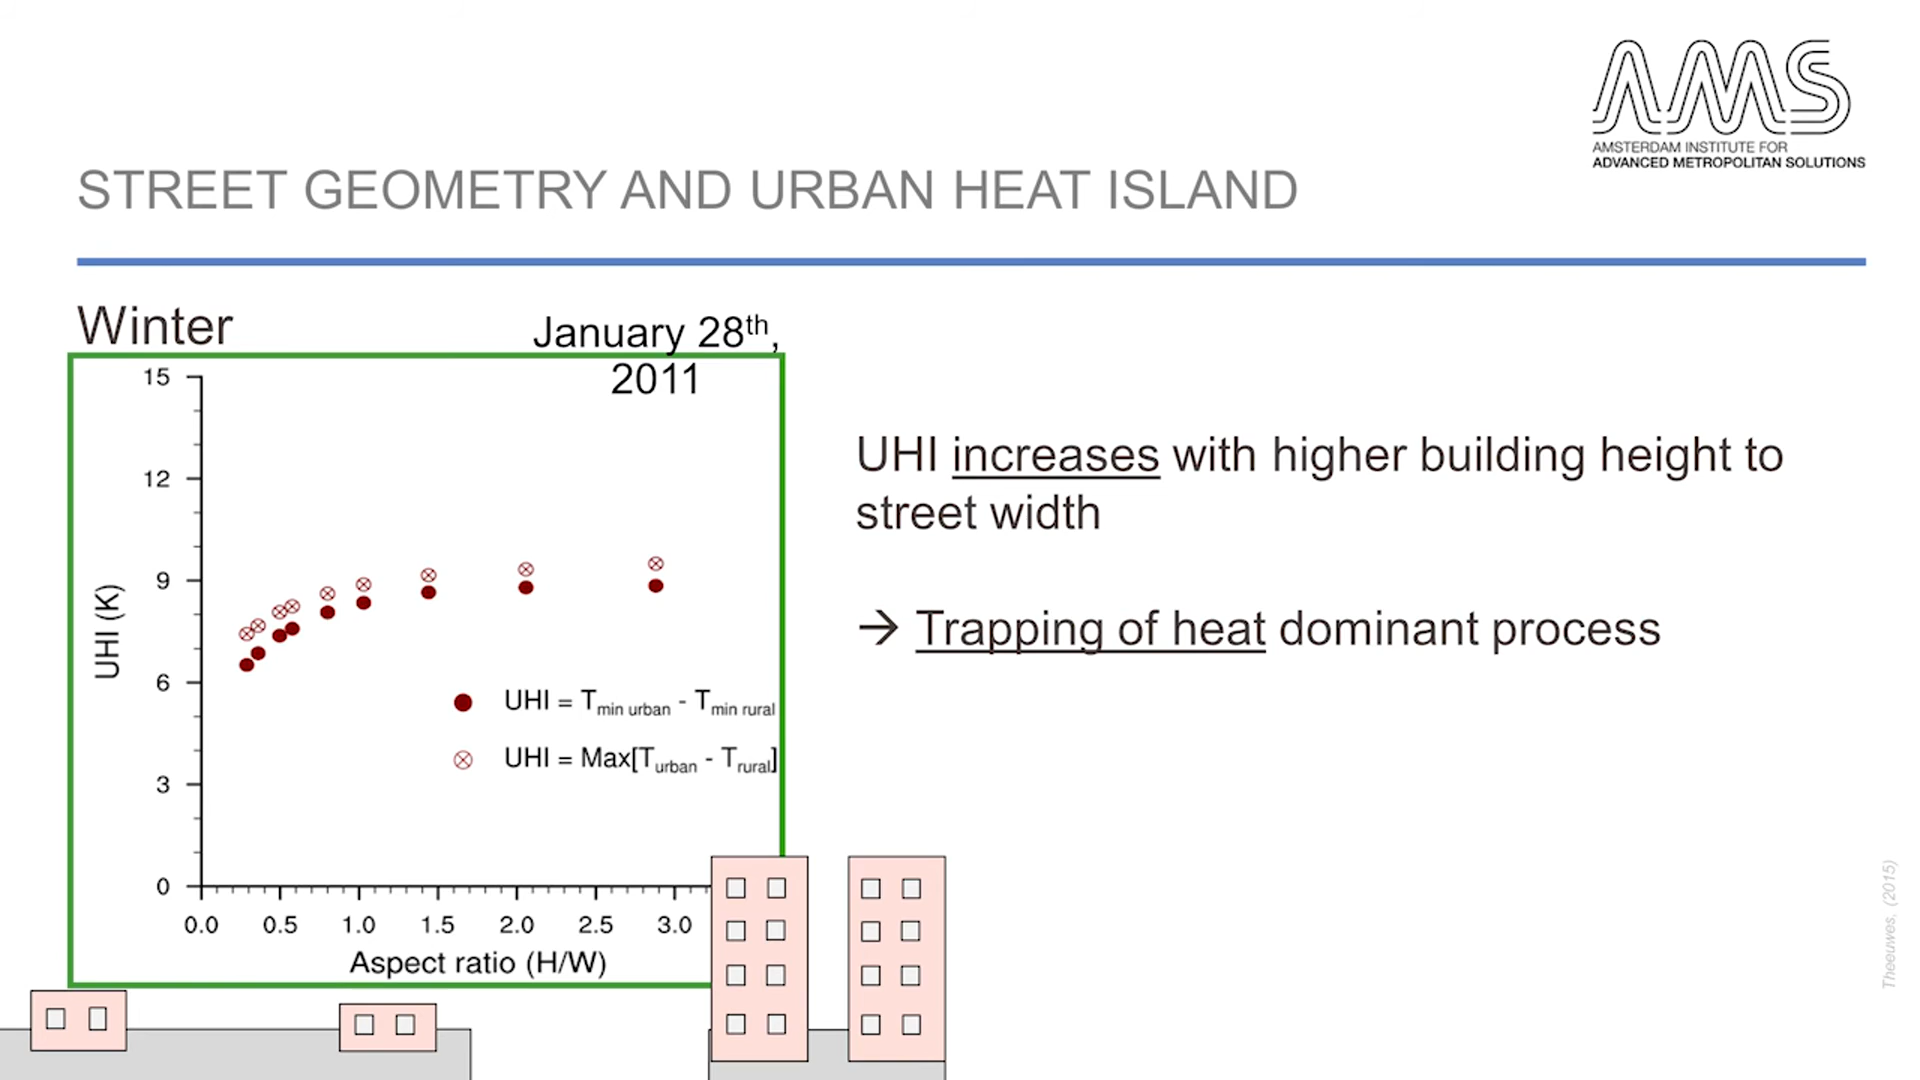 AMS
AMSTERDAM INSTITUTE FOR
ADVANCED METROPOLITAN SOLUTIONS
STREET GEOMETRY AND URBAN HEAT ISLAND
Winter
January 28th,
2011
15
12
9
6
3
0
UHI (K)
UHI = Tmin urban - Tmin rural
UHI = Max[Turban - Trural]
0.0 0.5 1.0 1.5 2.0 2.5 3.0
Aspect ratio (H/W)
UHI increases with higher building height to
street width
→ Trapping of heat dominant process
Theeuwes, (2015)